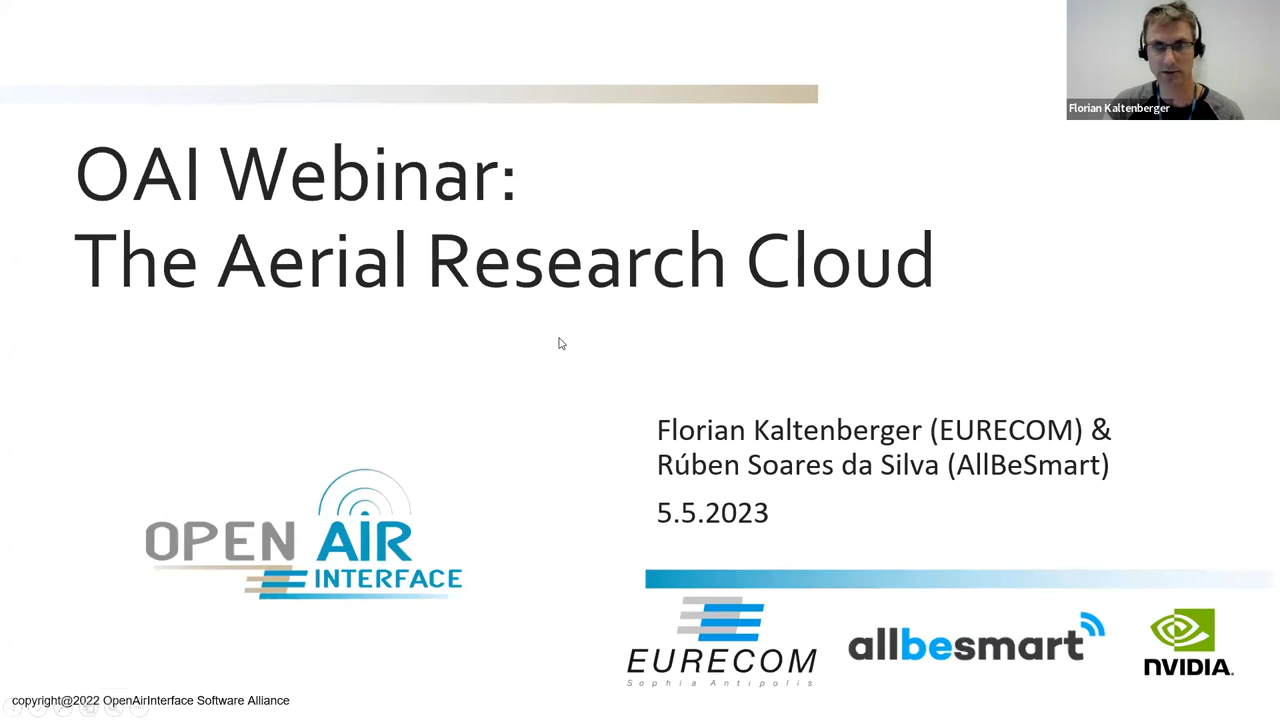 Florian Kaltenberger
OAI Webinar:
The Aerial Research Cloud
Florian Kaltenberger (EURECOM) &
Rúben Soares da Silva (AllBeSmart)
5.5.2023
OPEN AIR
INTERFACE
EURECOM
Sophia Antipolis
allbesmart
NVIDIA.
copyright@2022 OpenAirInterface Software Alliance